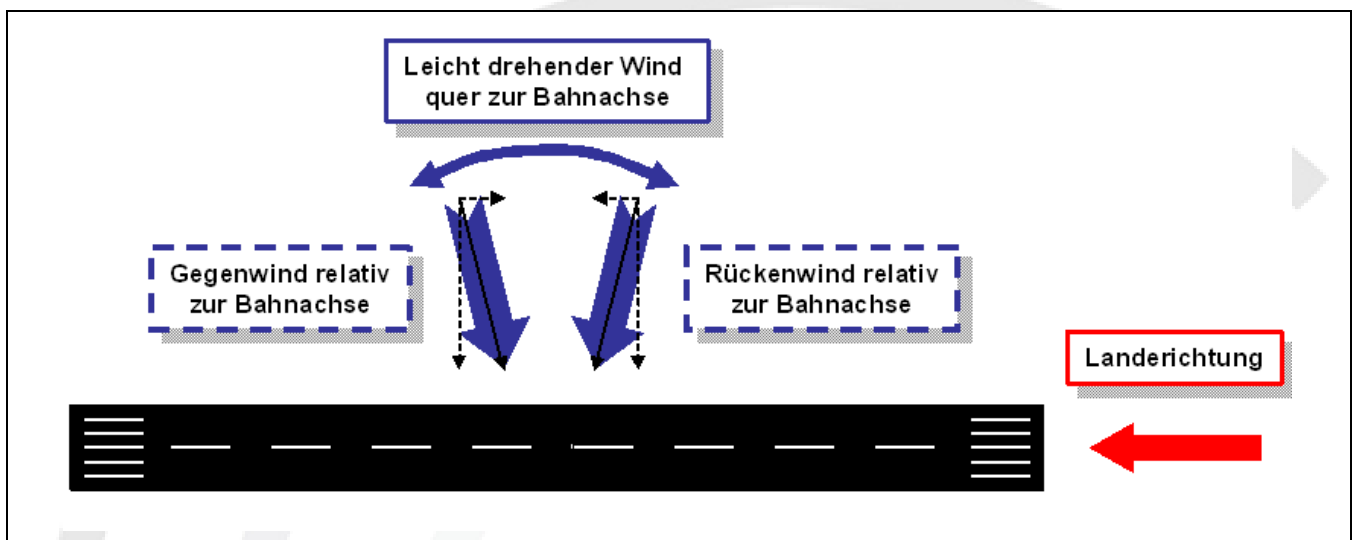 Leicht drehender Wind
quer zur Bahnachse
Gegenwind relativ
zur Bahnachse
Rückenwind relativ
zur Bahnachse
Landerichtung